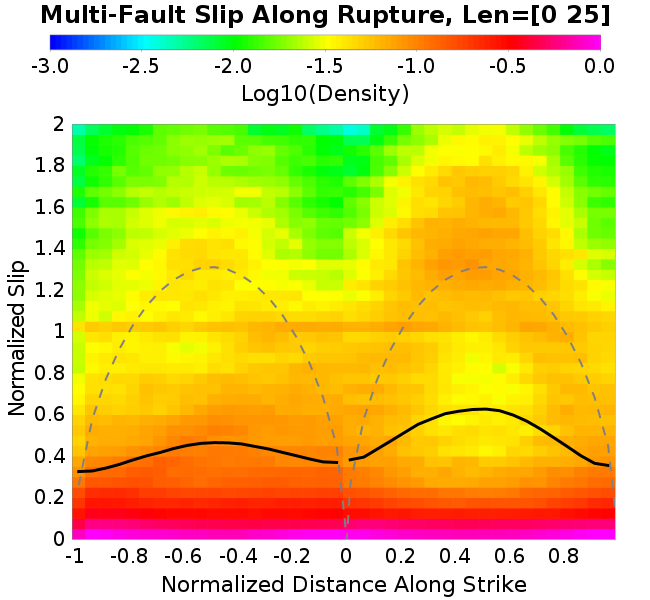 Multi-Fault Slip Along Rupture, Len=[0 25]
-3.0 -2.5 -2.0 -1.5 -1.0 -0.5 0.0
Log10(Density)
2
1.8
1.6
1.4
1.2
1
0.8
0.6
0.4
0.2
0
Normalized Slip
-1 -0.8 -0.6 -0.4 -0.2 0 0.2 0.4 0.6 0.8
Normalized Distance Along Strike